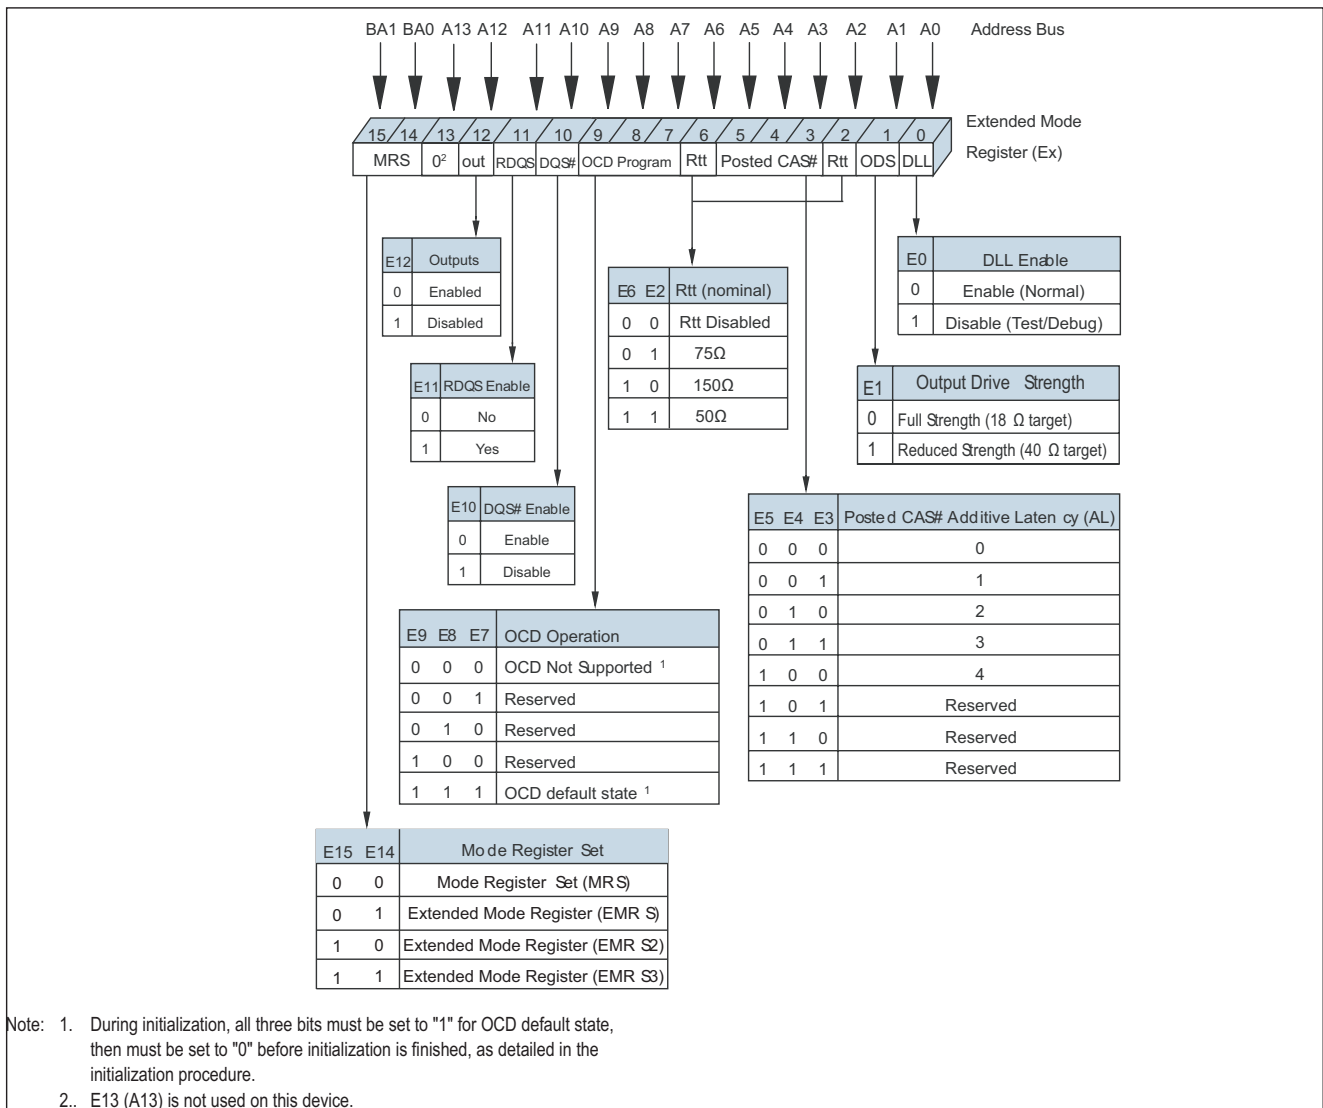 BA1 BA0 A13 A12 A11 A10 A9 A8 A7 A6 A5 A4 A3 A2 A1 A0 Address Bus
15 14 13 12 11 10 9 8 7 6 5 4 3 2 1 0 Extended Mode
MRS 0² out RDQS DQS# OCD Program Rtt Posted CAS# Rtt ODS DLL Register (Ex)
E12 Outputs
0 Enabled
1 Disabled
E11 RDQS Enable
0 No
1 Yes
E10 DQS# Enable
0 Enable
1 Disable
E6 E2 Rtt (nominal)
0 0 Rtt Disabled
0 1 75Ω
1 0 150Ω
1 1 50Ω
E0 DLL Enable
0 Enable (Normal)
1 Disable (Test/Debug)
E1 Output Drive Strength
0 Full Strength (18 Ω target)
1 Reduced Strength (40 Ω target)
E5 E4 E3 Posted CAS# Additive Laten cy (AL)
0 0 0 0
0 0 1 1
0 1 0 2
0 1 1 3
1 0 0 4
1 0 1 Reserved
1 1 0 Reserved
1 1 1 Reserved
E9 E8 E7 OCD Operation
0 0 0 OCD Not Supported ¹
0 0 1 Reserved
0 1 0 Reserved
1 0 0 Reserved
1 1 1 OCD default state ¹
E15 E14 Mode Register Set
0 0 Mode Register Set (MRS)
0 1 Extended Mode Register (EMR S)
1 0 Extended Mode Register (EMR S2)
1 1 Extended Mode Register (EMR S3)
Note: 1. During initialization, all three bits must be set to "1" for OCD default state,
then must be set to "0" before initialization is finished, as detailed in the
initialization procedure.
2.. E13 (A13) is not used on this device.